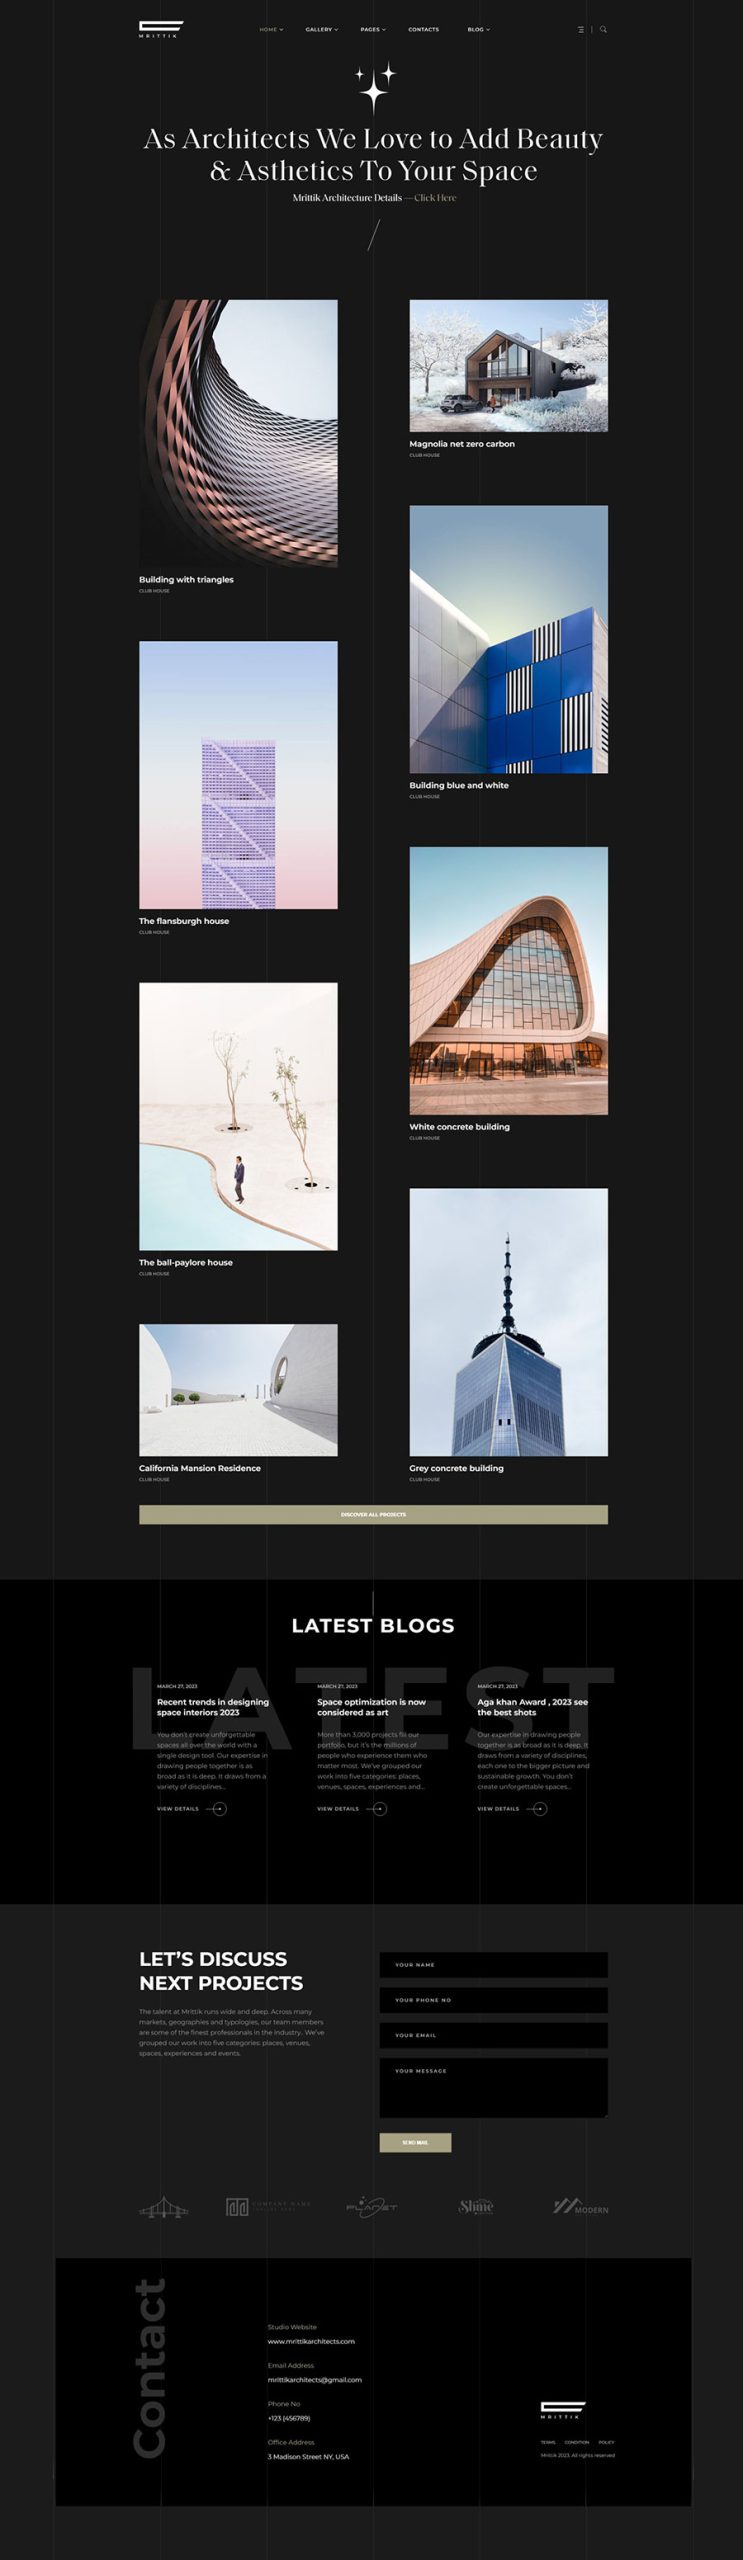 MRITTIK
HOME
GALLERY
PAGES
CONTACTS
BLOG
As Architects We Love to Add Beauty
& Asthetics To Your Space
Mrittik Architecture Details — Click Here
Building with triangles
CLUB HOUSE
Magnolia net zero carbon
CLUB HOUSE
The flansburgh house
CLUB HOUSE
Building blue and white
CLUB HOUSE
The ball-paylore house
CLUB HOUSE
White concrete building
CLUB HOUSE
California Mansion Residence
CLUB HOUSE
Grey concrete building
CLUB HOUSE
DISCOVER ALL PROJECTS
LATEST BLOGS
LATEST
MARCH 27, 2023
Recent trends in designing
space interiors 2023
You don't create unforgettable
spaces all over the world with a
single design tool. Our expertise in
drawing people together is as
broad as it is deep. It draws from a
variety of disciplines...
VIEW DETAILS
MARCH 27, 2023
Space optimization is now
considered as art
More than 3,000 projects fill our
portfolio, but it's the millions of
people who experience them who
matter most. We've grouped our
work into five categories: places,
venues, spaces, experiences and...
VIEW DETAILS
MARCH 27, 2023
Aga khan Award , 2023 see
the best shots
Our expertise in drawing people
together is as broad as it is deep. It
draws from a variety of disciplines,
each one to the bigger picture and
sustainable growth. You don't
create unforgettable spaces...
VIEW DETAILS
LET'S DISCUSS
NEXT PROJECTS
The talent at Mrittik runs wide and deep. Across many
markets, geographies and typologies, our team members
are some of the finest professionals in the industry.. We've
grouped our work into five categories: places, venues,
spaces, experiences and events.
YOUR NAME
YOUR PHONE NO
YOUR EMAIL
YOUR MESSAGE
SEND MAIL
COMPANY NAME
PLANET
Shine
MODERN
Contact
Studio Website
www.mrittikarchitects.com
Email Address
mrittikarchitects@gmail.com
Phone No
+123 (456789)
Office Address
3 Madison Street NY, USA
MRITTIK
TERMS
CONDITION
POLICY
Mrittik 2023. All rights reserved